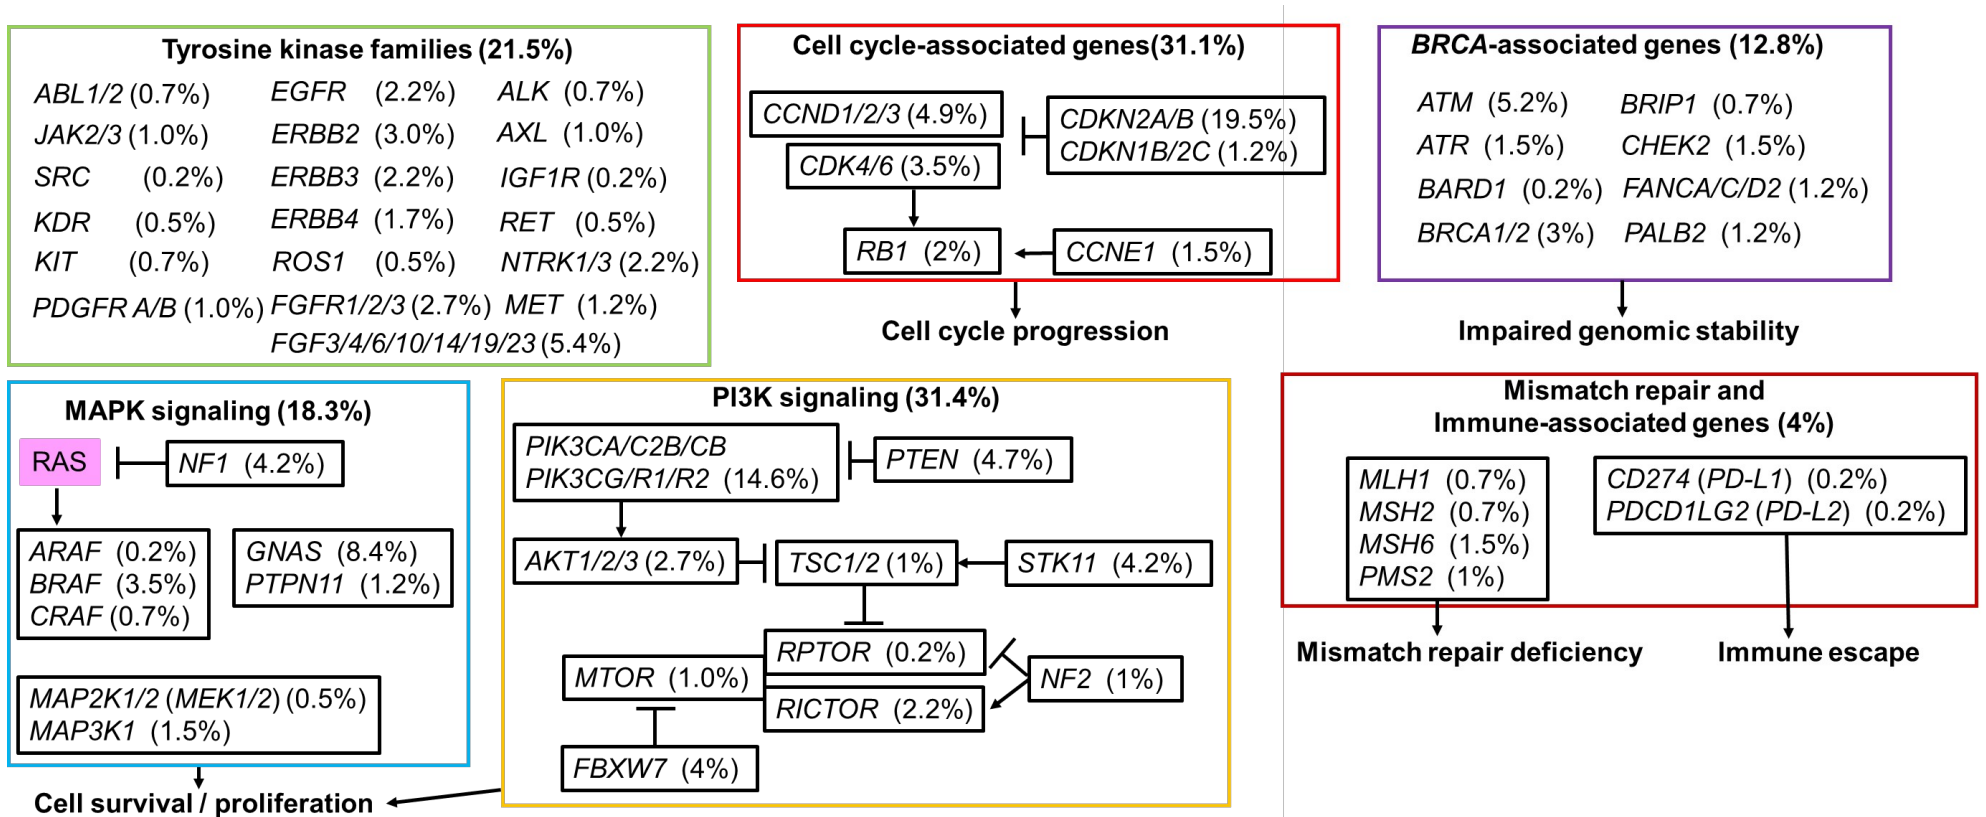 Tyrosine kinase families (21.5%)
ABL1/2 (0.7%) EGFR (2.2%) ALK (0.7%)
JAK2/3 (1.0%) ERBB2 (3.0%) AXL (1.0%)
SRC (0.2%) ERBB3 (2.2%) IGF1R (0.2%)
KDR (0.5%) ERBB4 (1.7%) RET (0.5%)
KIT (0.7%) ROS1 (0.5%) NTRK1/3 (2.2%)
PDGFR A/B (1.0%) FGFR1/2/3 (2.7%) MET (1.2%)
FGF3/4/6/10/14/19/23 (5.4%)
Cell cycle-associated genes(31.1%)
CCND1/2/3 (4.9%)
CDKN2A/B (19.5%)
CDKN1B/2C (1.2%)
CDK4/6 (3.5%)
RB1 (2%)
CCNE1 (1.5%)
Cell cycle progression
BRCA-associated genes (12.8%)
ATM (5.2%) BRIP1 (0.7%)
ATR (1.5%) CHEK2 (1.5%)
BARD1 (0.2%) FANCA/C/D2 (1.2%)
BRCA1/2 (3%) PALB2 (1.2%)
Impaired genomic stability
MAPK signaling (18.3%)
RAS
NF1 (4.2%)
ARAF (0.2%)
BRAF (3.5%)
CRAF (0.7%)
GNAS (8.4%)
PTPN11 (1.2%)
MAP2K1/2 (MEK1/2) (0.5%)
MAP3K1 (1.5%)
Cell survival / proliferation
PI3K signaling (31.4%)
PIK3CA/C2B/CB
PIK3CG/R1/R2 (14.6%)
PTEN (4.7%)
AKT1/2/3 (2.7%)
TSC1/2 (1%)
STK11 (4.2%)
RPTOR (0.2%)
MTOR (1.0%)
RICTOR (2.2%)
NF2 (1%)
FBXW7 (4%)
Mismatch repair and
Immune-associated genes (4%)
MLH1 (0.7%)
MSH2 (0.7%)
MSH6 (1.5%)
PMS2 (1%)
CD274 (PD-L1) (0.2%)
PDCD1LG2 (PD-L2) (0.2%)
Mismatch repair deficiency
Immune escape